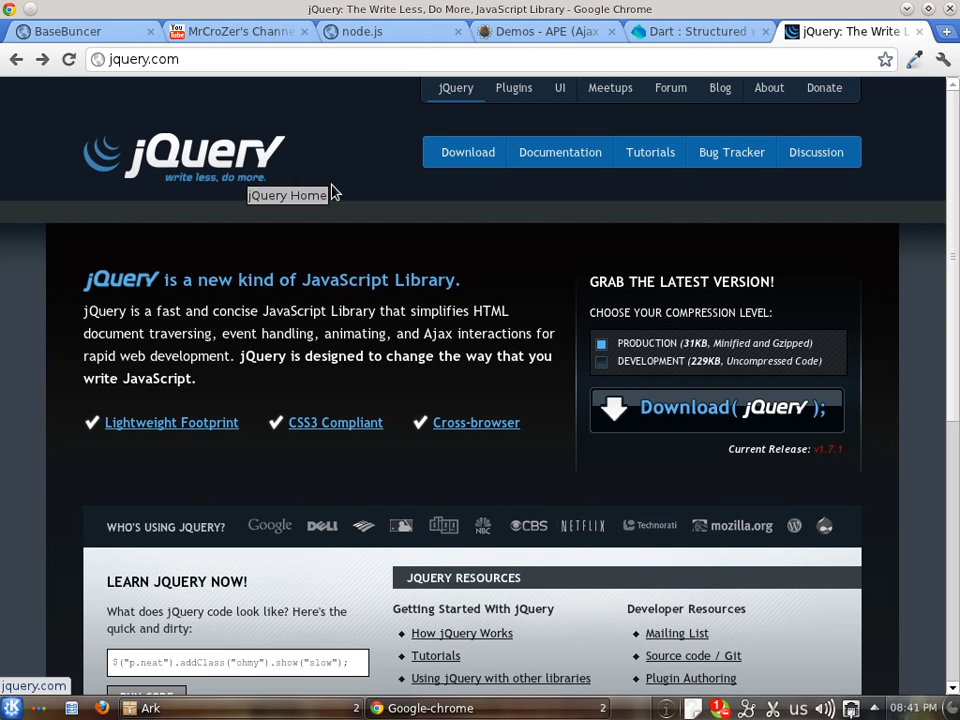 jQuery: The Write Less, Do More, JavaScript Library - Google Chrome
BaseBuncer
MrCroZer's Channe
node.js
Demos - APE (Ajax
Dart : Structured w
jQuery: The Write L
jquery.com
jQuery Plugins UI Meetups Forum Blog About Donate
jQuery
write less, do more.
Download Documentation Tutorials Bug Tracker Discussion
jQuery Home
jQuery is a new kind of JavaScript Library.
jQuery is a fast and concise JavaScript Library that simplifies HTML
document traversing, event handling, animating, and Ajax interactions for
rapid web development. jQuery is designed to change the way that you
write JavaScript.
Lightweight Footprint CSS3 Compliant Cross-browser
GRAB THE LATEST VERSION!
CHOOSE YOUR COMPRESSION LEVEL:
PRODUCTION (31KB, Minified and Gzipped)
DEVELOPMENT (229KB, Uncompressed Code)
Download( jQuery );
Current Release: v1.7.1
WHO'S USING JQUERY? Google DELL digg NBC CBS NETFLIX Technorati mozilla.org
LEARN JQUERY NOW!
What does jQuery code look like? Here's the
quick and dirty:
$("p.neat").addClass("ohmy").show("slow");
RUN CODE
JQUERY RESOURCES
Getting Started With jQuery
How jQuery Works
Tutorials
Using jQuery with other libraries
Developer Resources
Mailing List
Source code / Git
Plugin Authoring
jquery.com
Ark 2 Google-chrome 2 us 08:41 PM